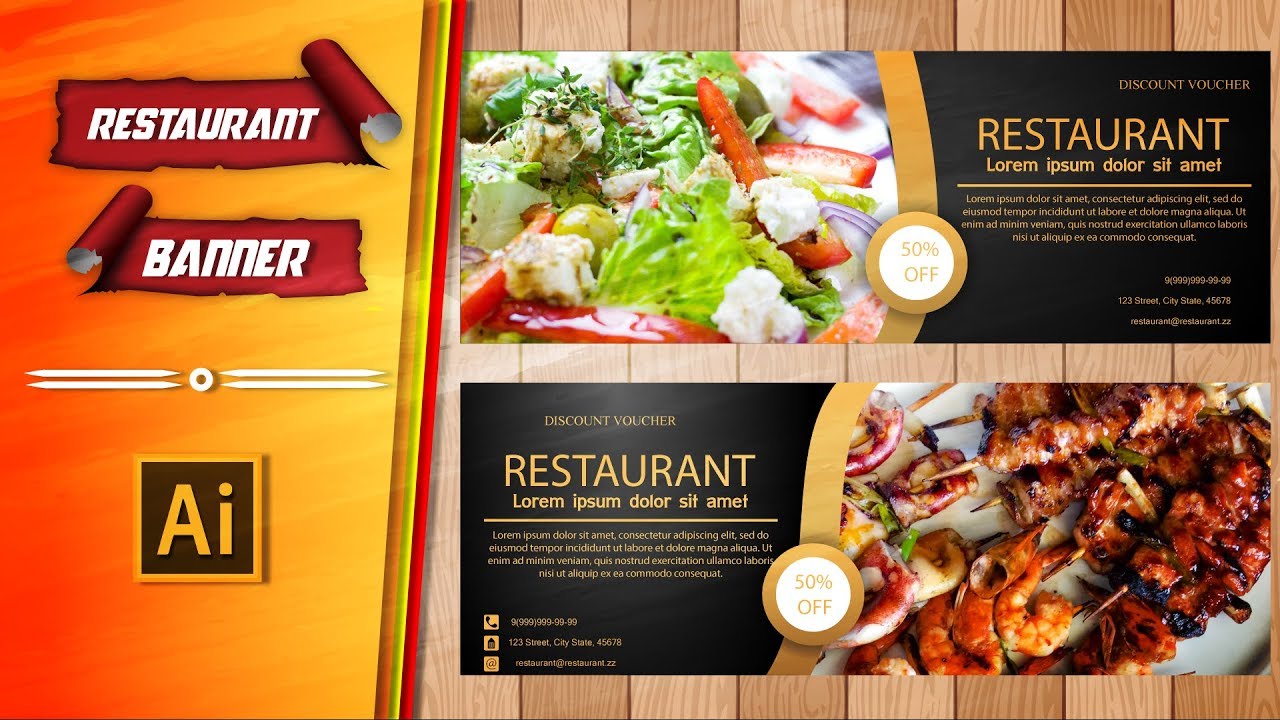 RESTAURANT
BANNER
Ai
DISCOUNT VOUCHER
RESTAURANT
Lorem ipsum dolor sit amet
Lorem ipsum dolor sit amet, consectetur adipiscing elit, sed do
eiusmod tempor incididunt ut labore et dolore magna aliqua. Ut
enim ad minim veniam, quis nostrud exercitation ullamco laboris
nisi ut aliquip ex ea commodo consequat.
50%
OFF
9(999)999-99-99
123 Street, City State, 45678
restaurant@restaurant.zz
DISCOUNT VOUCHER
RESTAURANT
Lorem ipsum dolor sit amet
Lorem ipsum dolor sit amet, consectetur adipiscing elit, sed do
eiusmod tempor incididunt ut labore et dolore magna aliqua. Ut
enim ad minim veniam, quis nostrud exercitation ullamco laboris
nisi ut aliquip ex ea commodo consequat.
50%
OFF
9(999)999-99-99
123 Street, City State, 45678
restaurant@restaurant.zz